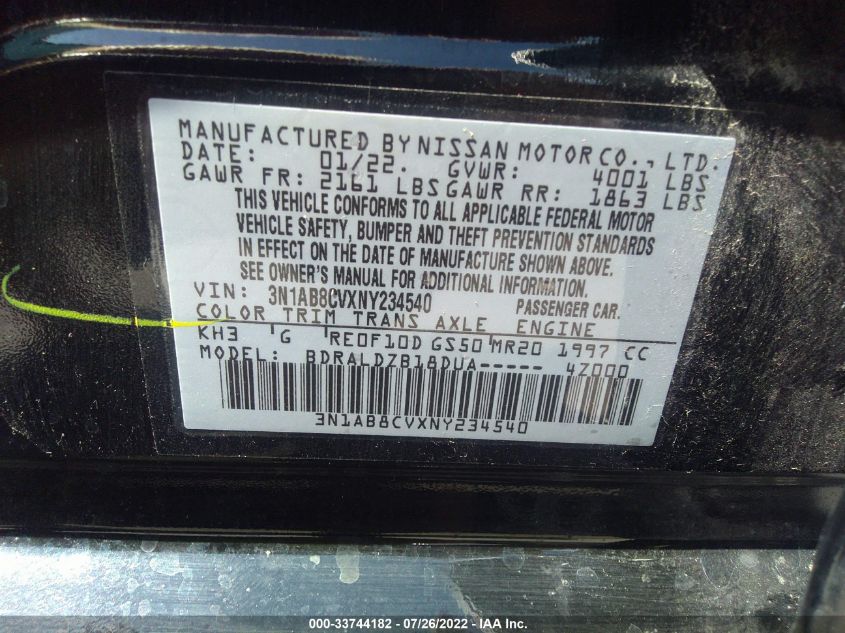 MANUFACTURED BY NISSAN MOTOR CO., LTD.
DATE: 01/22. GVWR: 4001 LBS
GAWR FR: 2161 LBS GAWR RR: 1863 LBS
THIS VEHICLE CONFORMS TO ALL APPLICABLE FEDERAL MOTOR
VEHICLE SAFETY, BUMPER AND THEFT PREVENTION STANDARDS
IN EFFECT ON THE DATE OF MANUFACTURE SHOWN ABOVE.
SEE OWNER'S MANUAL FOR ADDITIONAL INFORMATION.
VIN: 3N1AB8CVXNY234540 PASSENGER CAR.
COLOR TRIM TRANS AXLE ENGINE
KH3 G RE0F10D GS50 MR20 1997 CC
MODEL: BDRALDZB18DUA----- 4Z000
3N1AB8CVXNY234540
000-33744182 - 07/26/2022 - IAA Inc.